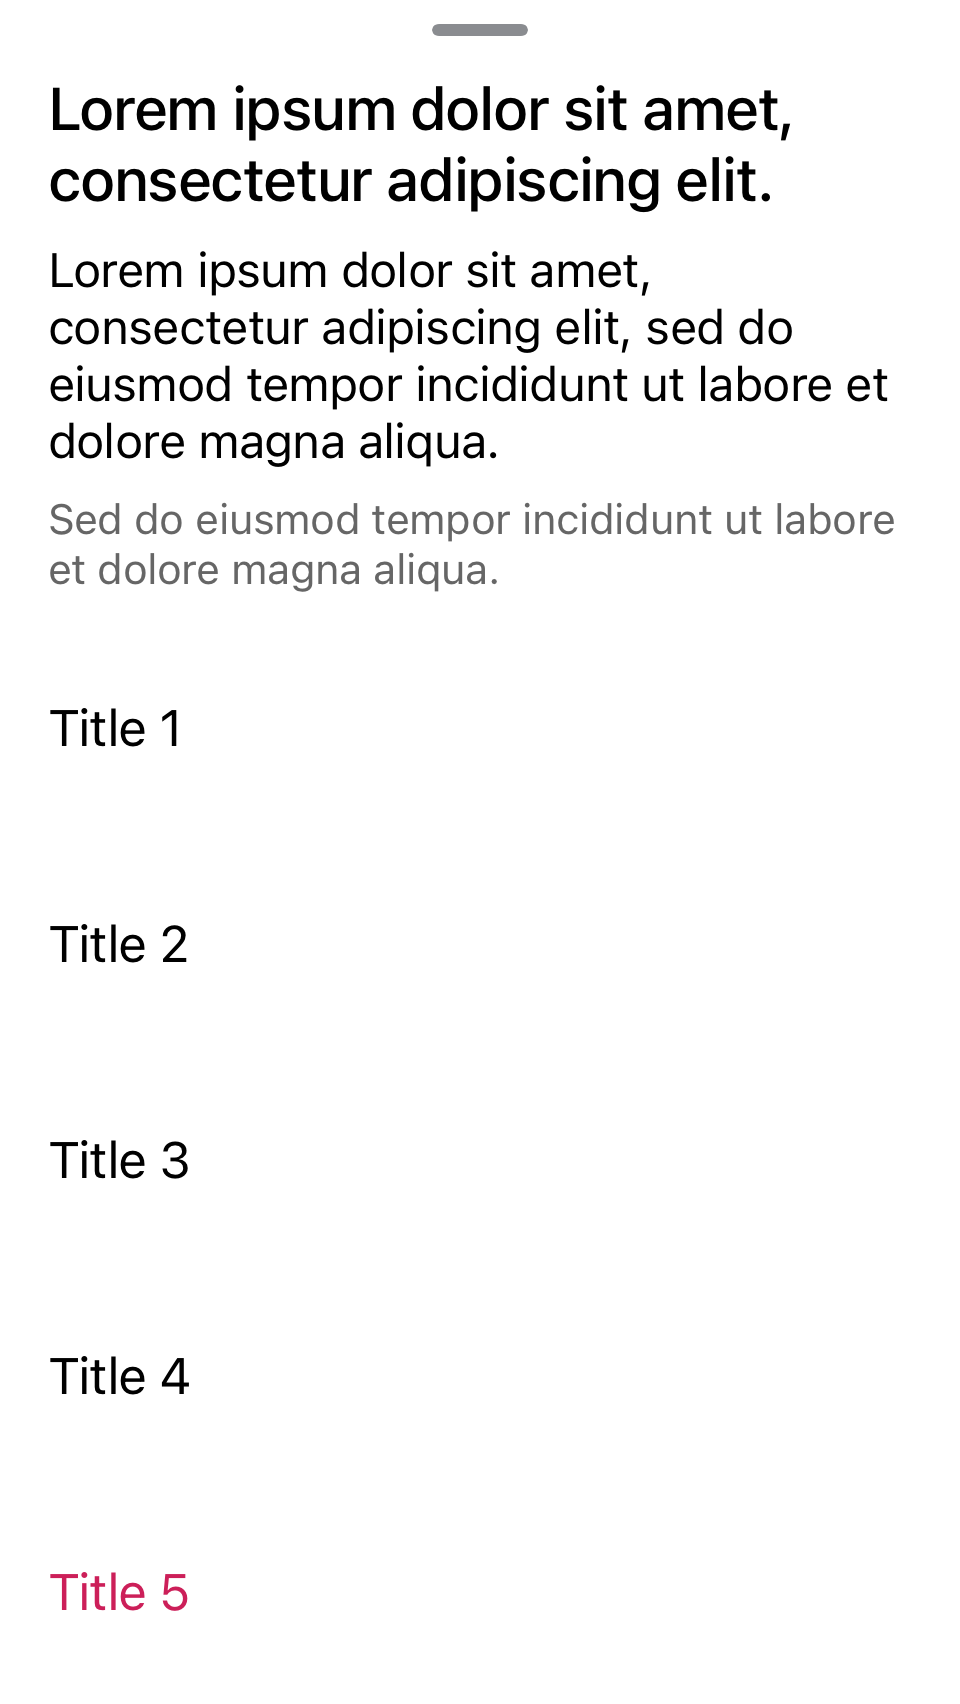 Lorem ipsum dolor sit amet,
consectetur adipiscing elit.
Lorem ipsum dolor sit amet,
consectetur adipiscing elit, sed do
eiusmod tempor incididunt ut labore et
dolore magna aliqua.
Sed do eiusmod tempor incididunt ut labore
et dolore magna aliqua.
Title 1
Title 2
Title 3
Title 4
Title 5